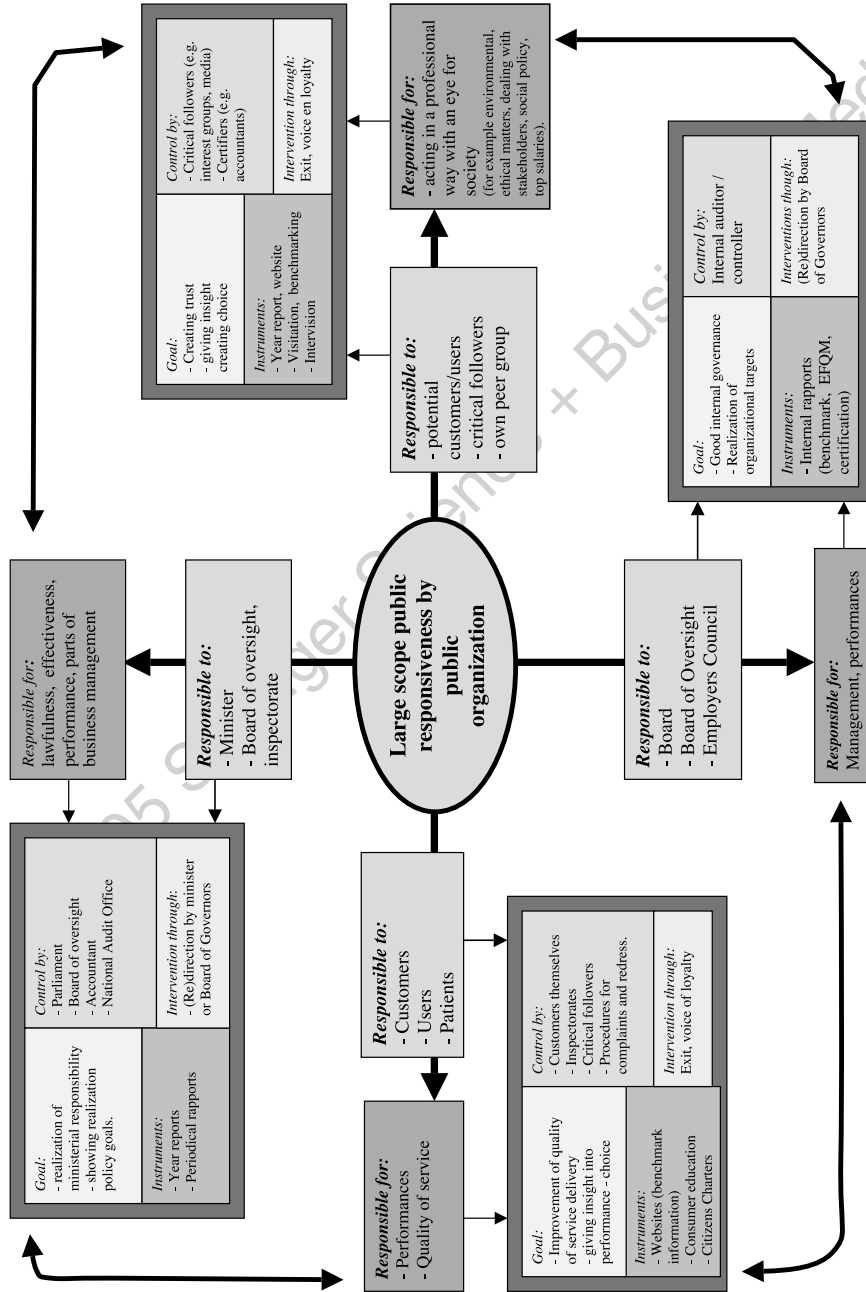 Goal:
- realization of
ministerial responsibility
- showing realization
policy goals.
Control by:
- Parliament
- Board of oversight
- Accountant
- National Audit Office
Instruments:
- Year reports
- Periodical rapports
Intervention through:
- (Re)direction by minister
or Board of Governors
Responsible for:
lawfulness, effectiveness,
performance, parts of
business management
Responsible to:
- Minister
- Board of oversight,
inspectorate
Goal:
- Creating trust
- giving insight
creating choice
Control by:
- Critical followers (e.g.
interest groups, media)
- Certifiers (e.g.
accountants)
Instruments:
- Year report, website
- Visitation, benchmarking
- Intervision
Intervention through:
Exit, voice en loyalty
Responsible for:
- Performances
- Quality of service
Responsible to:
- Customers
- Users
- Patients
Large scope public
responsiveness by
public
organization
Responsible to:
- potential
customers/users
- critical followers
- own peer group
Responsible for:
- acting in a professional
way with an eye for
society
(for example environmental,
ethical matters, dealing with
stakeholders, social policy,
top salaries).
Goal:
- Improvement of quality
of service delivery
- giving insight into
performance - choice
Control by:
- Customers themselves
- Inspectorates
- Critical followers
- Procedures for
complaints and redress.
Instruments:
- Websites (benchmark
information)
- Consumer education
- Citizens Charters
Intervention through:
Exit, voice of loyalty
Responsible to:
- Board
- Board of Oversight
- Employers Council
Responsible for:
Management, performances
Goal:
- Good internal governance
- Realization of
organizational targets
Control by:
Internal auditor /
controller
Instruments:
- Internal rapports
(benchmark, EFQM,
certification)
Interventions though:
(Re)direction by Board
of Governors